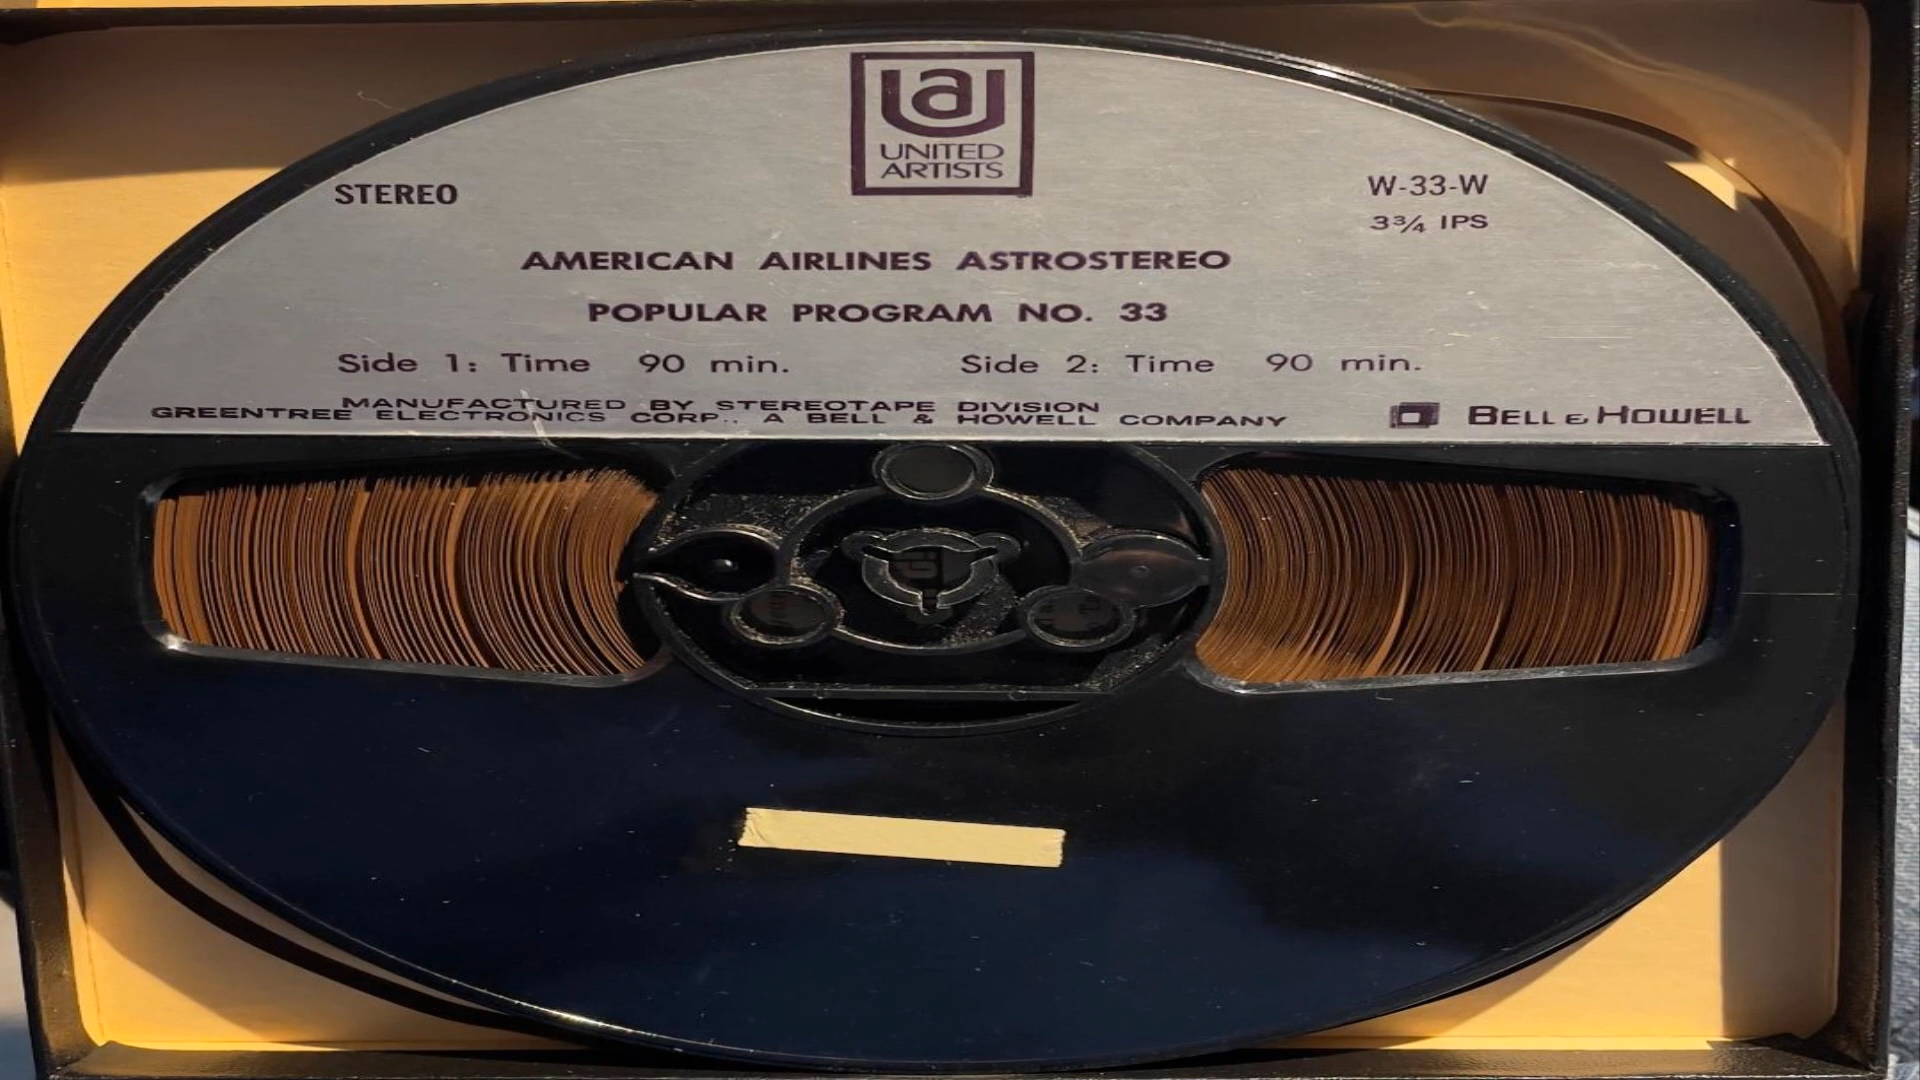 ua
UNITED
ARTISTS
STEREO
W-33-W
3¾ IPS
AMERICAN AIRLINES ASTROSTEREO
POPULAR PROGRAM NO. 33
Side 1: Time 90 min.
Side 2: Time 90 min.
MANUFACTURED BY STEREOTAPE DIVISION
GREENTREE ELECTRONICS CORP., A BELL & HOWELL COMPANY
BELL & HOWELL